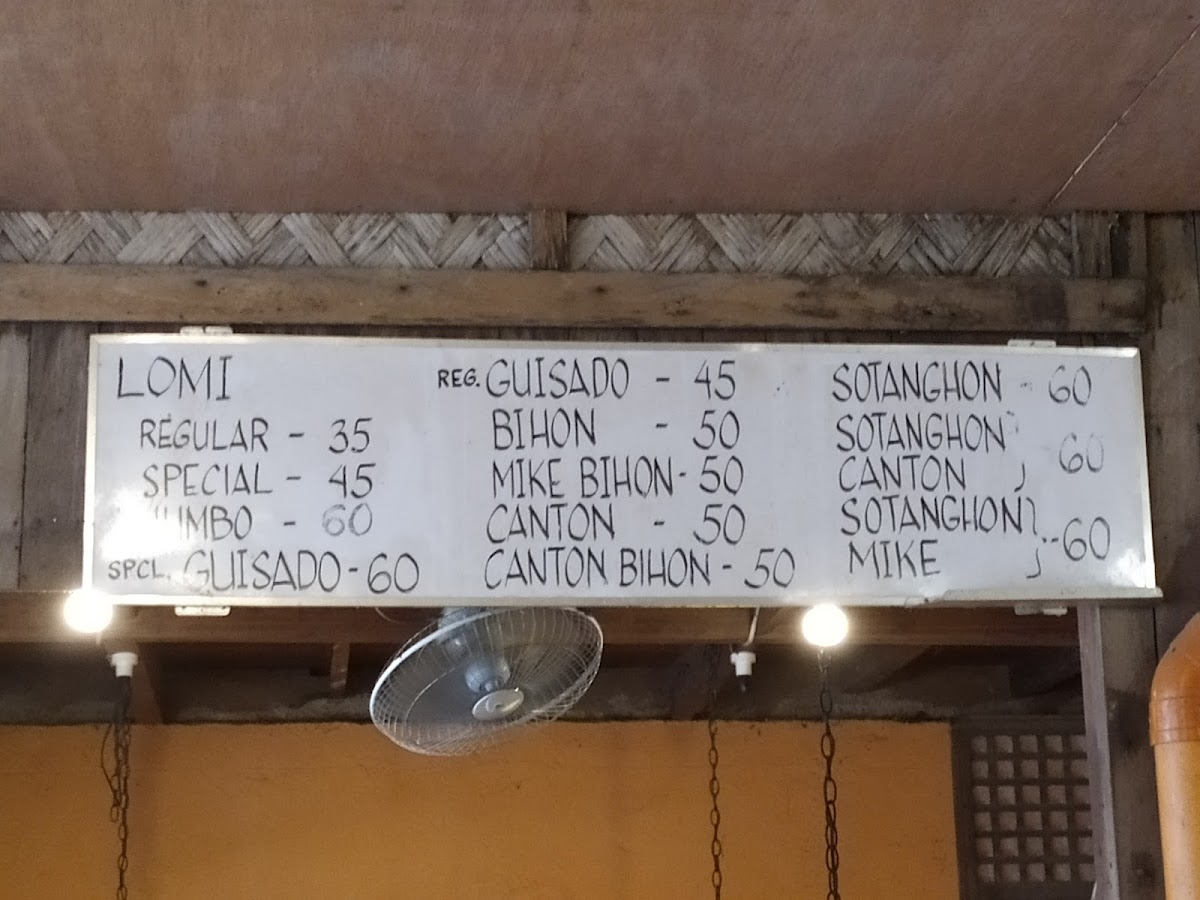 LOMI
REGULAR - 35
SPECIAL - 45
JUMBO - 60
SPCL. GUISADO - 60
REG. GUISADO - 45
BIHON - 50
MIKE BIHON - 50
CANTON - 50
CANTON BIHON - 50
SOTANGHON - 60
SOTANGHON
CANTON 60
SOTANGHON
MIKE -- 60